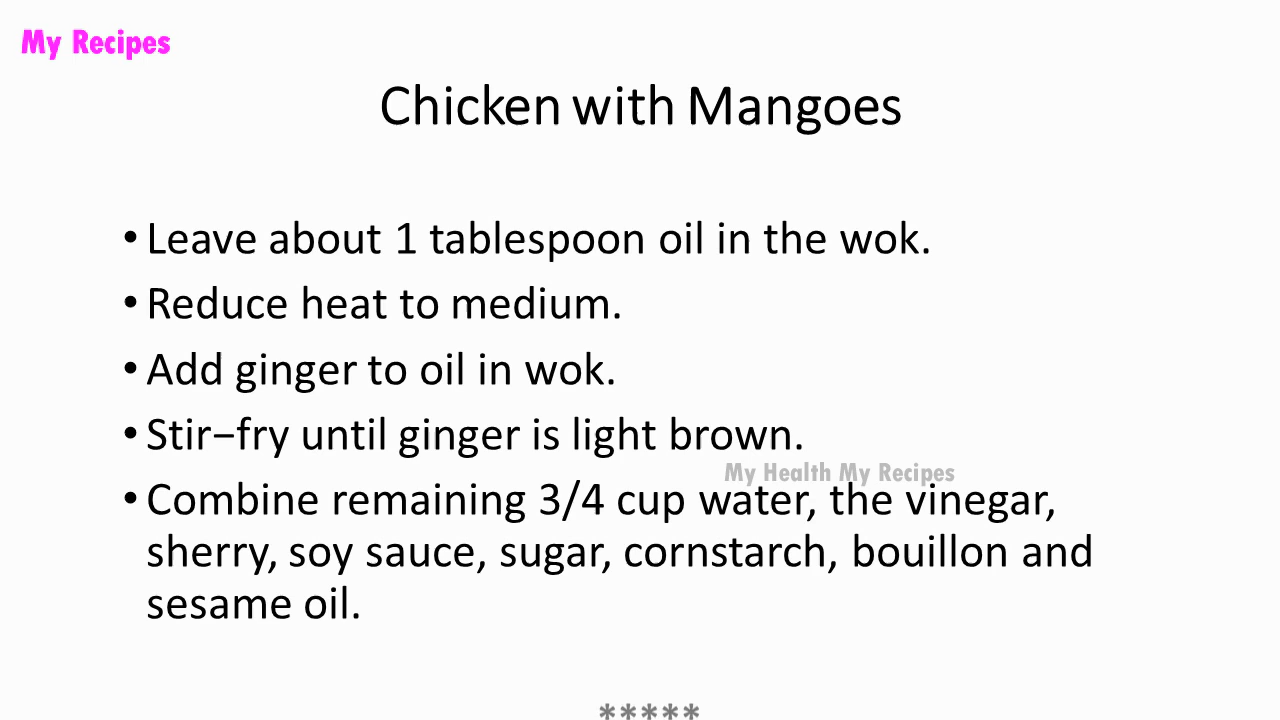 My Recipes
Chicken with Mangoes
• Leave about 1 tablespoon oil in the wok.
• Reduce heat to medium.
• Add ginger to oil in wok.
• Stir−fry until ginger is light brown.
My Health My Recipes
• Combine remaining 3/4 cup water, the vinegar,
sherry, soy sauce, sugar, cornstarch, bouillon and
sesame oil.
*****